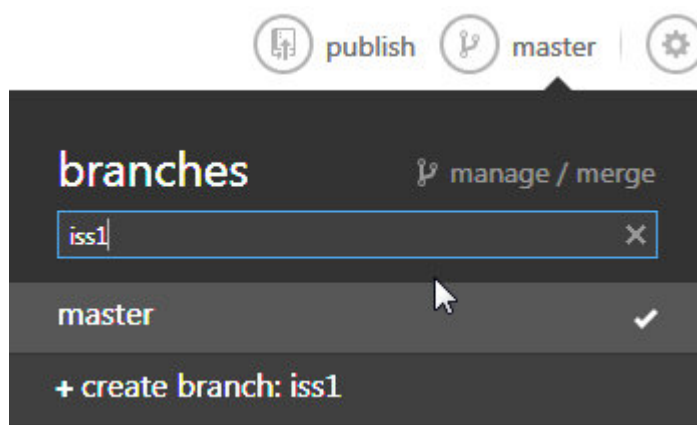 publish master
branches manage / merge
iss1
master
+ create branch: iss1